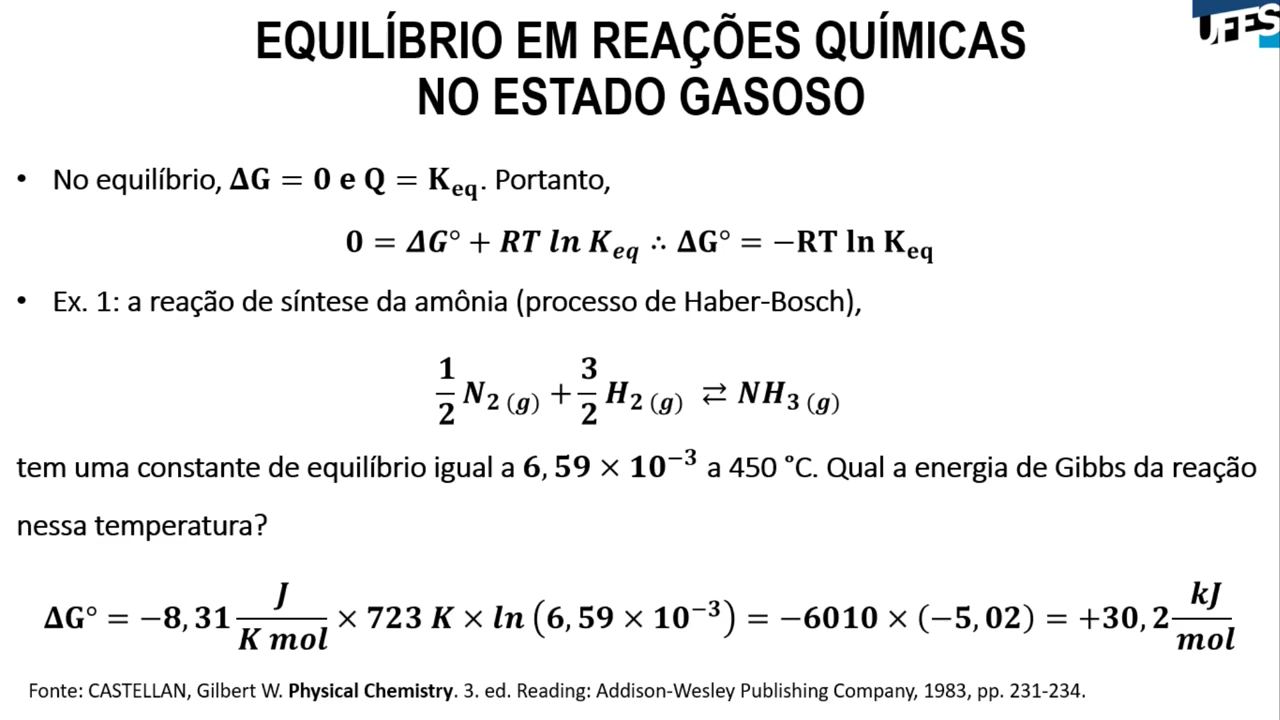 EQUILÍBRIO EM REAÇÕES QUÍMICAS
NO ESTADO GASOSO
UFES
• No equilíbrio, ΔG = 0 e Q = K_eq. Portanto,
0 = ΔG° + RT ln K_eq ∴ ΔG° = −RT ln K_eq
• Ex. 1: a reação de síntese da amônia (processo de Haber-Bosch),
1/2 N₂ (g) + 3/2 H₂ (g) ⇄ NH₃ (g)
tem uma constante de equilíbrio igual a 6,59 × 10⁻³ a 450 °C. Qual a energia de Gibbs da reação
nessa temperatura?
ΔG° = −8,31 J/K mol × 723 K × ln (6,59 × 10⁻³) = −6010 × (−5,02) = +30,2 kJ/mol
Fonte: CASTELLAN, Gilbert W. Physical Chemistry. 3. ed. Reading: Addison-Wesley Publishing Company, 1983, pp. 231-234.